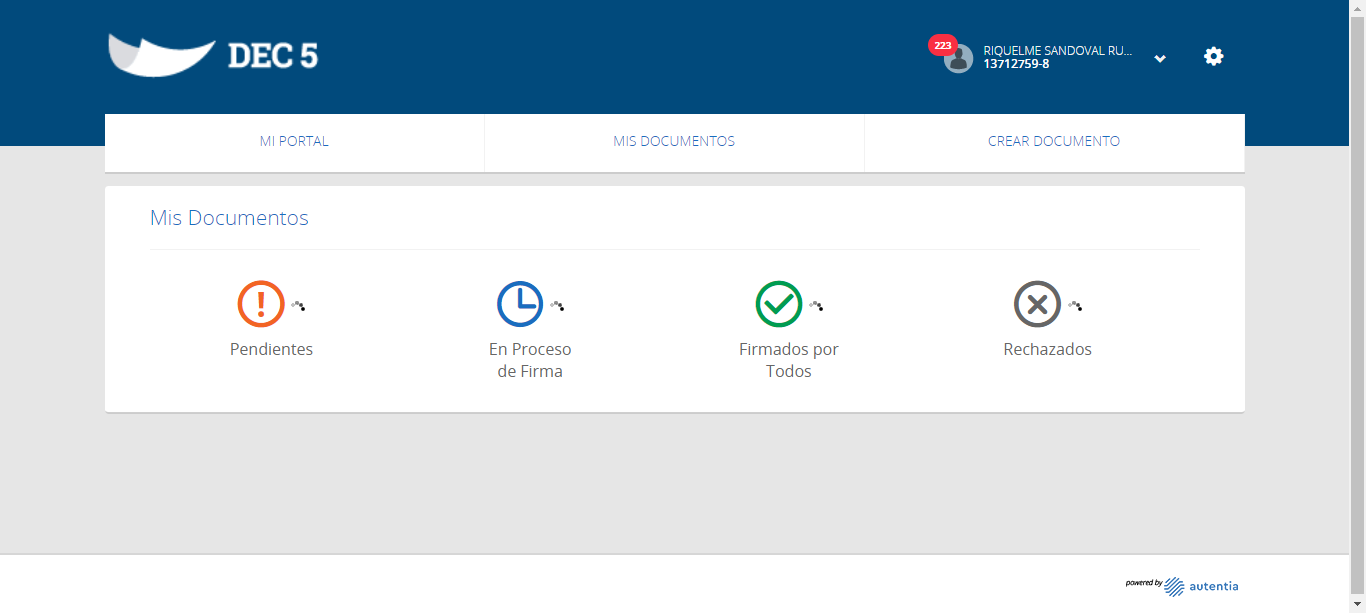 DEC 5
223
RIQUELME SANDOVAL RU...
13712759-8
MI PORTAL
MIS DOCUMENTOS
CREAR DOCUMENTO
Mis Documentos
Pendientes
En Proceso
de Firma
Firmados por
Todos
Rechazados
powered by
autentia